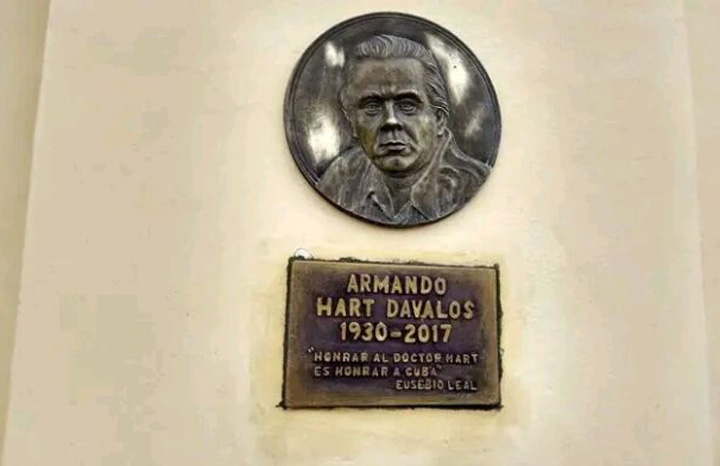 ARMANDO
HART DAVALOS
1930-2017
"HONRAR AL DOCTOR HART
ES HONRAR A CUBA"
EUSEBIO LEAL